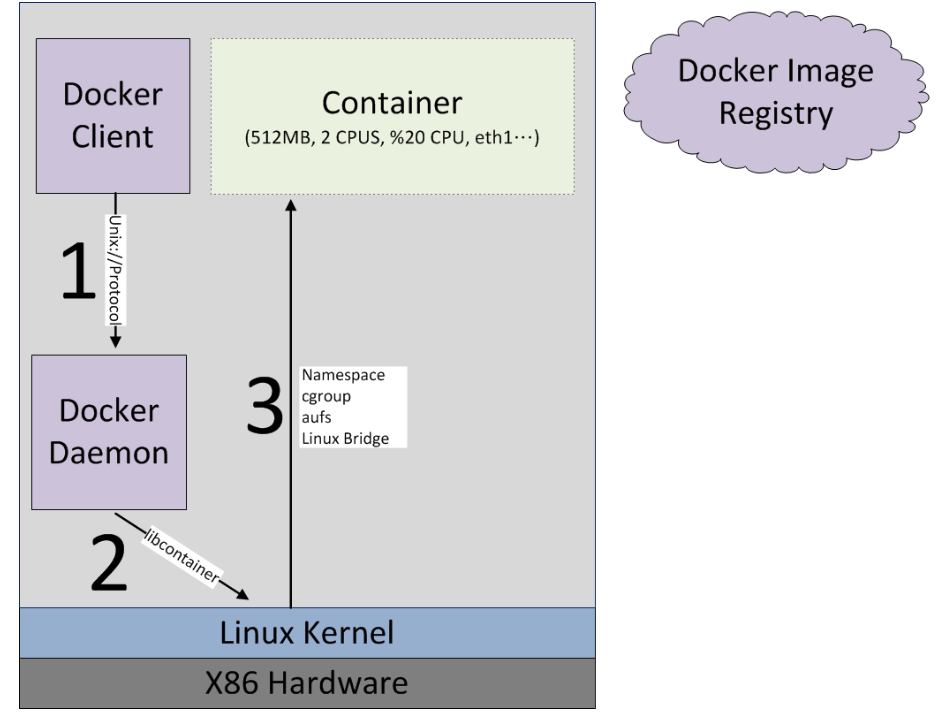 Docker
Client
Container
(512MB, 2 CPUS, %20 CPU, eth1⋯)
Docker Image
Registry
1
Unix://Protocol
Docker
Daemon
3
Namespace
cgroup
aufs
Linux Bridge
2
libcontainer
Linux Kernel
X86 Hardware